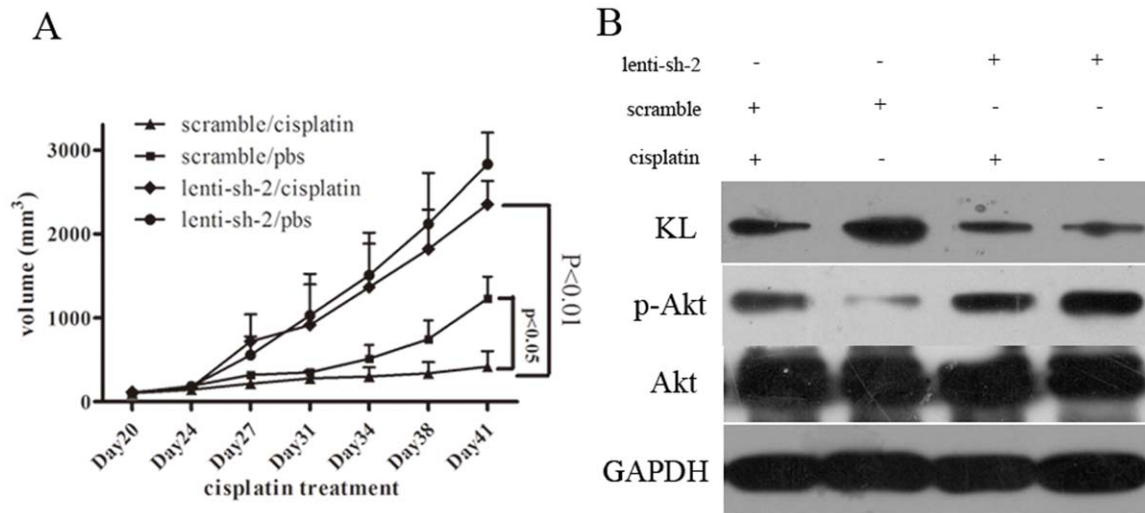 A
scramble/cisplatin
scramble/pbs
lenti-sh-2/cisplatin
lenti-sh-2/pbs
3000
2000
1000
0
volume (mm³)
P<0.01
p<0.05
Day20 Day24 Day27 Day31 Day34 Day38 Day41
cisplatin treatment
B
lenti-sh-2 - - + +
scramble + + - -
cisplatin + - + -
KL
p-Akt
Akt
GAPDH